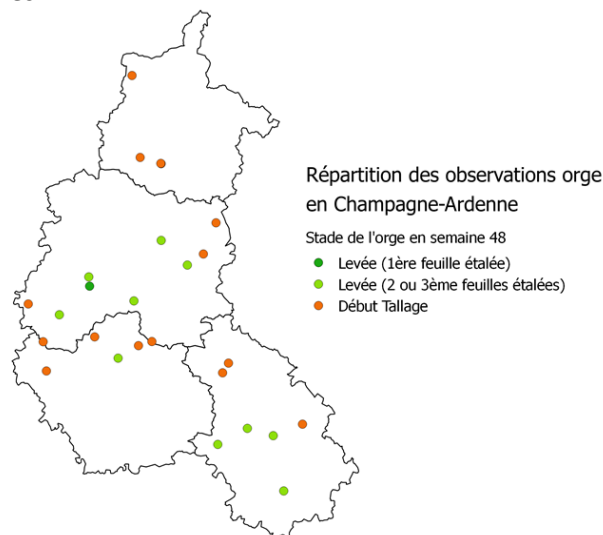 Répartition des observations orge
en Champagne-Ardenne
Stade de l'orge en semaine 48
Levée (1ère feuille étalée)
Levée (2 ou 3ème feuilles étalées)
Début Tallage